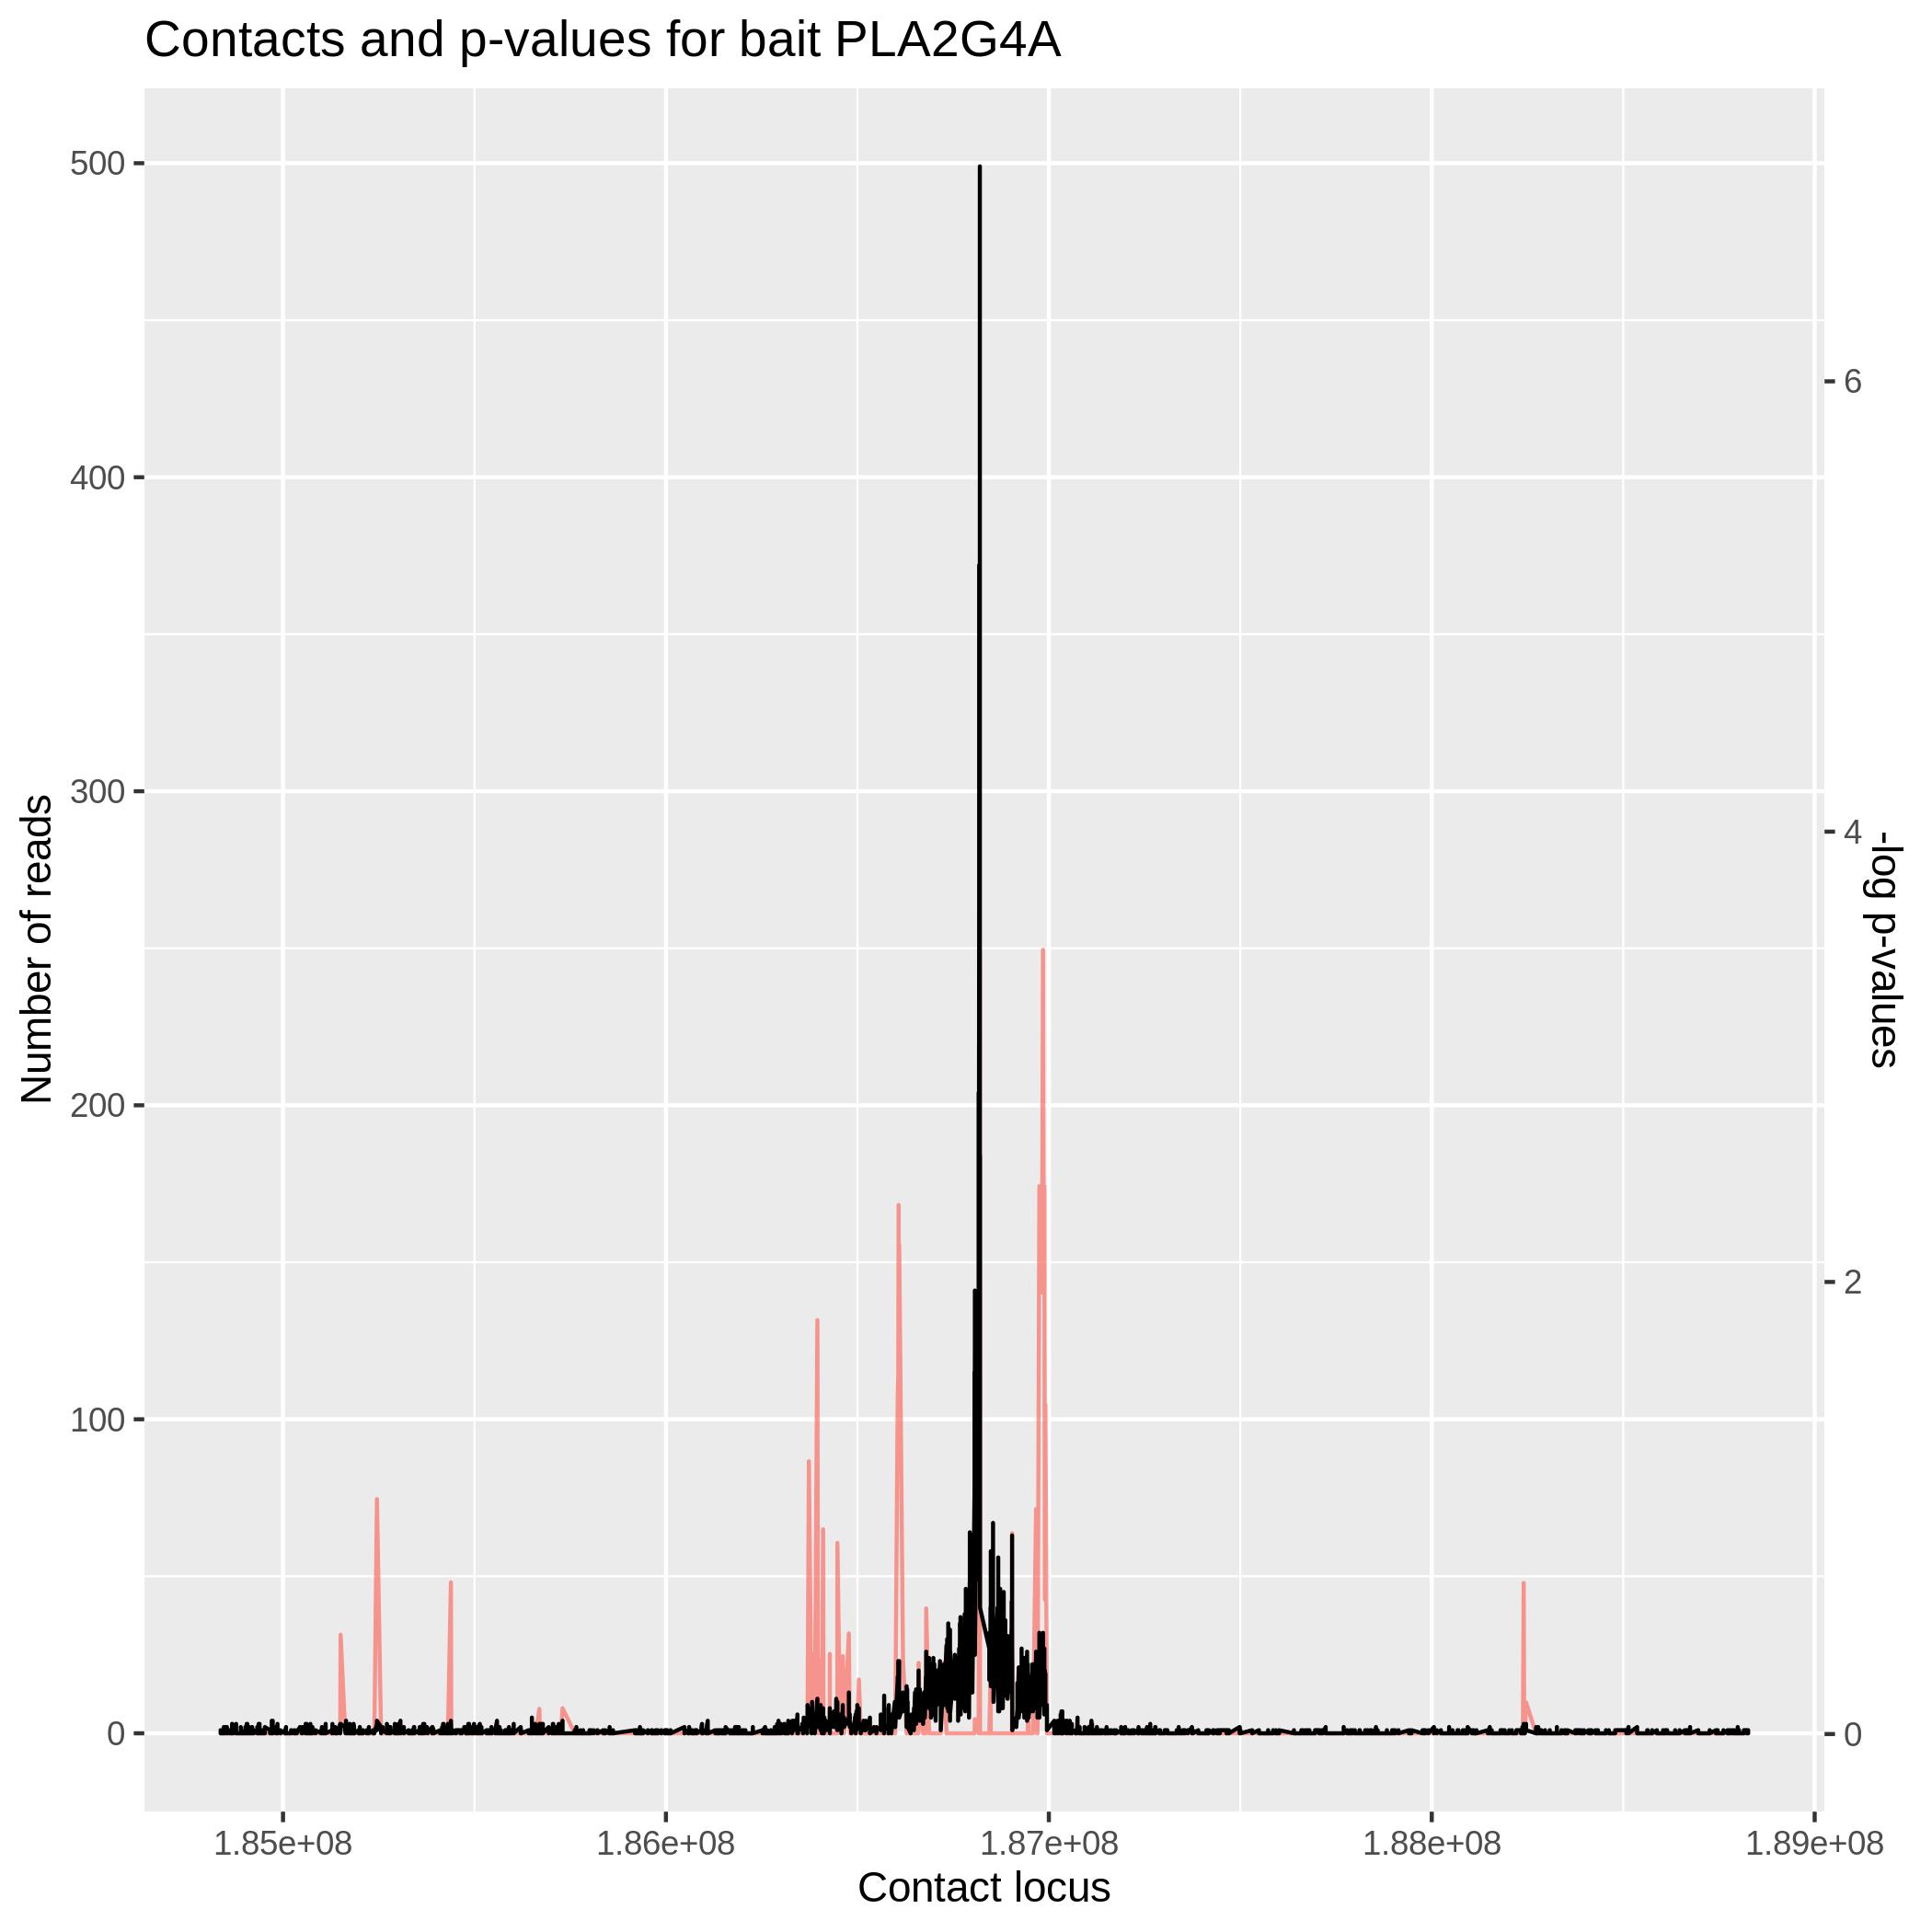 Contacts and p-values for bait PLA2G4A
500
400
300
200
100
0
Number of reads
6
4
2
0
-log p-values
1.85e+08
1.86e+08
1.87e+08
1.88e+08
1.89e+08
Contact locus